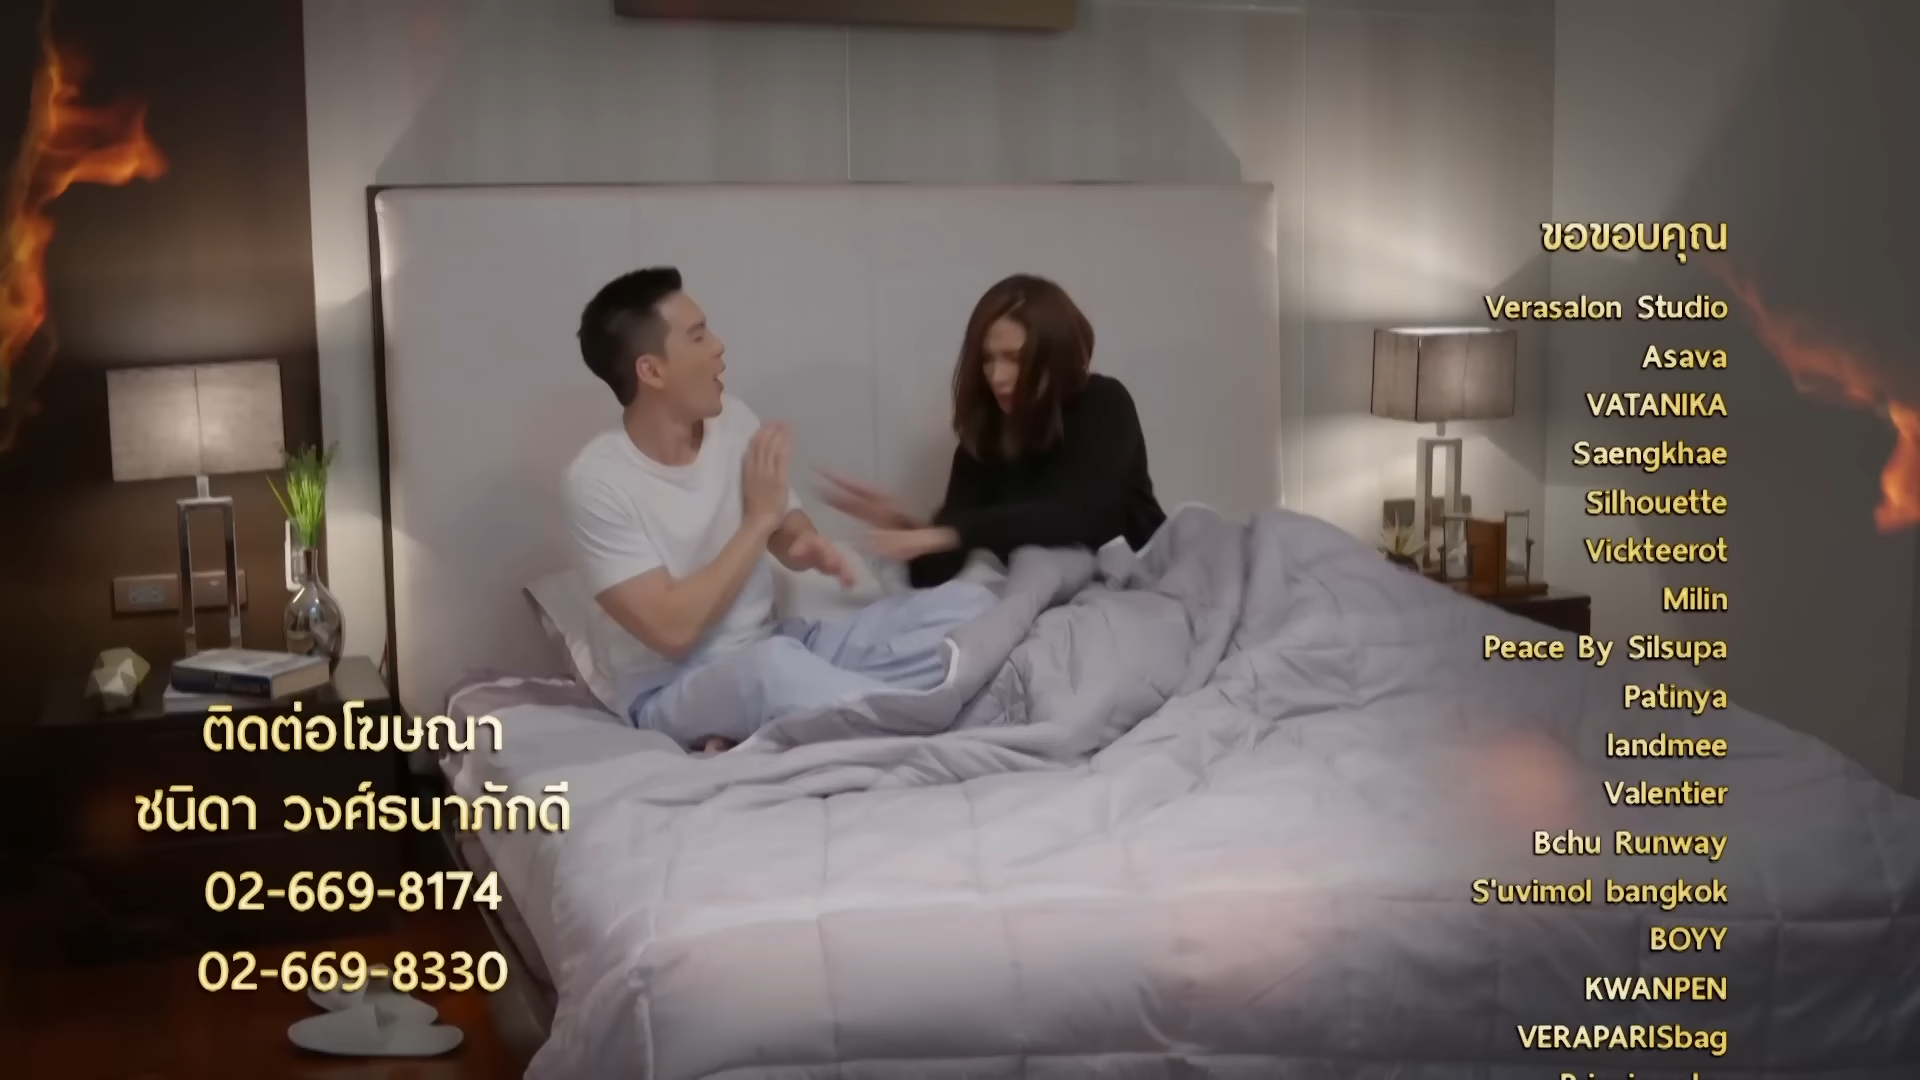 ติดต่อโฆษณา
ชนิดา วงศ์ธนาภักดี
02-669-8174
02-669-8330
ขอขอบคุณ
Verasalon Studio
Asava
VATANIKA
Saengkhae
Silhouette
Vickteerot
Milin
Peace By Silsupa
Patinya
landmee
Valentier
Bchu Runway
S'uvimol bangkok
BOYY
KWANPEN
VERAPARISbag